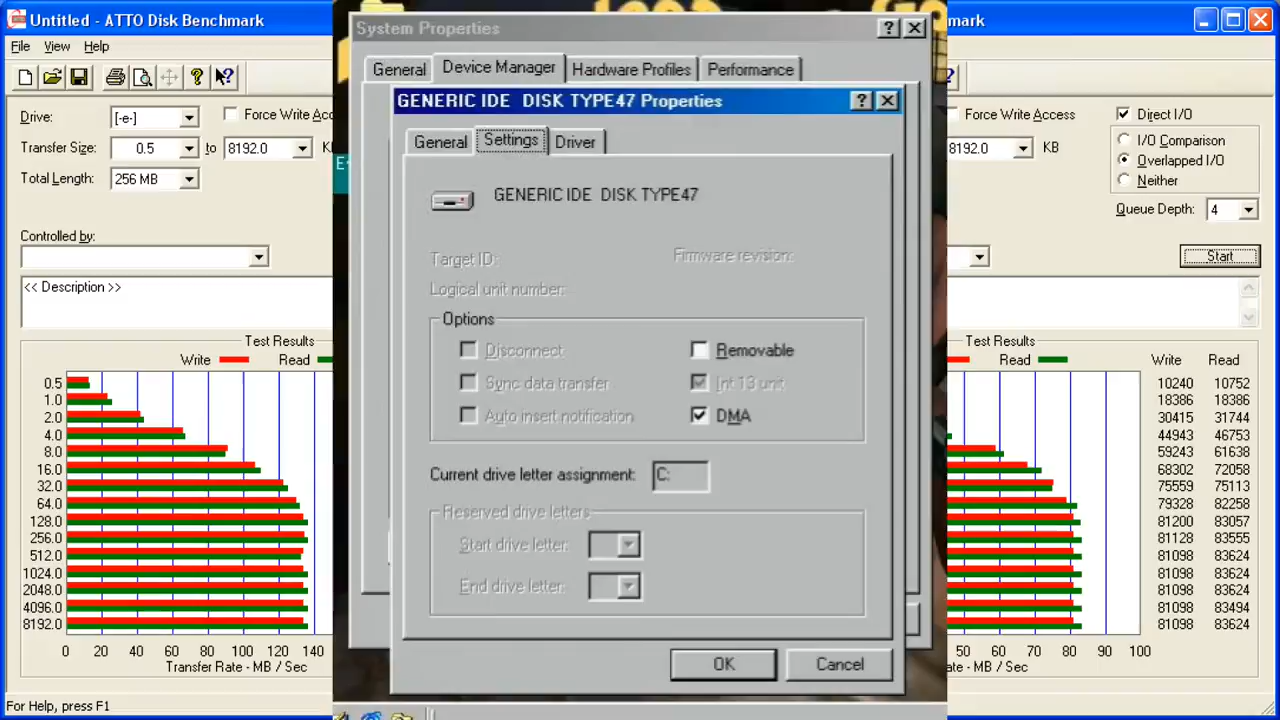 Untitled - ATTO Disk Benchmark
File View Help
Drive: [-e-] Force Write Acc
Transfer Size: 0.5 to 8192.0 K
Total Length: 256 MB
Controlled by:
<< Description >>
Test Results
Write Read
0.5
1.0
2.0
4.0
8.0
16.0
32.0
64.0
128.0
256.0
512.0
1024.0
2048.0
4096.0
8192.0
0 20 40 60 80 100 120 140
Transfer Rate - MB / Sec
For Help, press F1
System Properties
General Device Manager Hardware Profiles Performance
GENERIC IDE DISK TYPE47 Properties
General Settings Driver
GENERIC IDE DISK TYPE47
Target ID: Firmware revision:
Logical unit number:
Options
Disconnect Removable
Sync data transfer Int 13 unit
Auto insert notification DMA
Current drive letter assignment: C:
Reserved drive letters
Start drive letter:
End drive letter:
OK Cancel
mark
Force Write Access Direct I/O
8192.0 KB I/O Comparison
Overlapped I/O
Neither
Queue Depth: 4
Start
Test Results
Read Write Read
10240 10752
18386 18386
30415 31744
44943 46753
59243 61638
68302 72058
75559 75113
79328 82258
81200 83057
81128 83555
81098 83624
81098 83624
81098 83624
81098 83494
81098 83624
50 60 70 80 90 100
te - MB / Sec